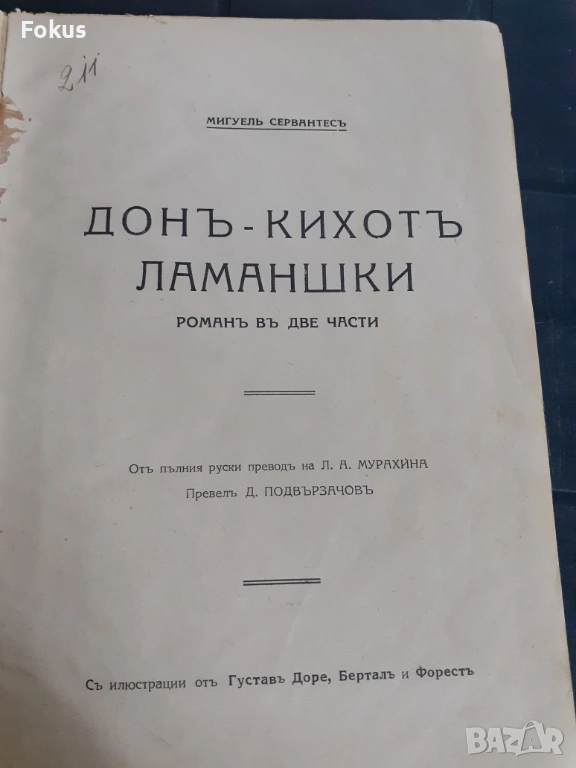 Fokus
211
МИГУЕЛЬ СЕРВАНТЕСЪ
ДОНЪ - КИХОТЪ
ЛАМАНШКИ
РОМАНЪ ВЪ ДВЕ ЧАСТИ
Отъ пълния руски преводъ на Л. А. МУРАХИНА
Превелъ Д. ПОДВЪРЗАЧОВЪ
Съ илюстрации отъ Густавъ Доре, Берталъ и Форестъ
BAZAR